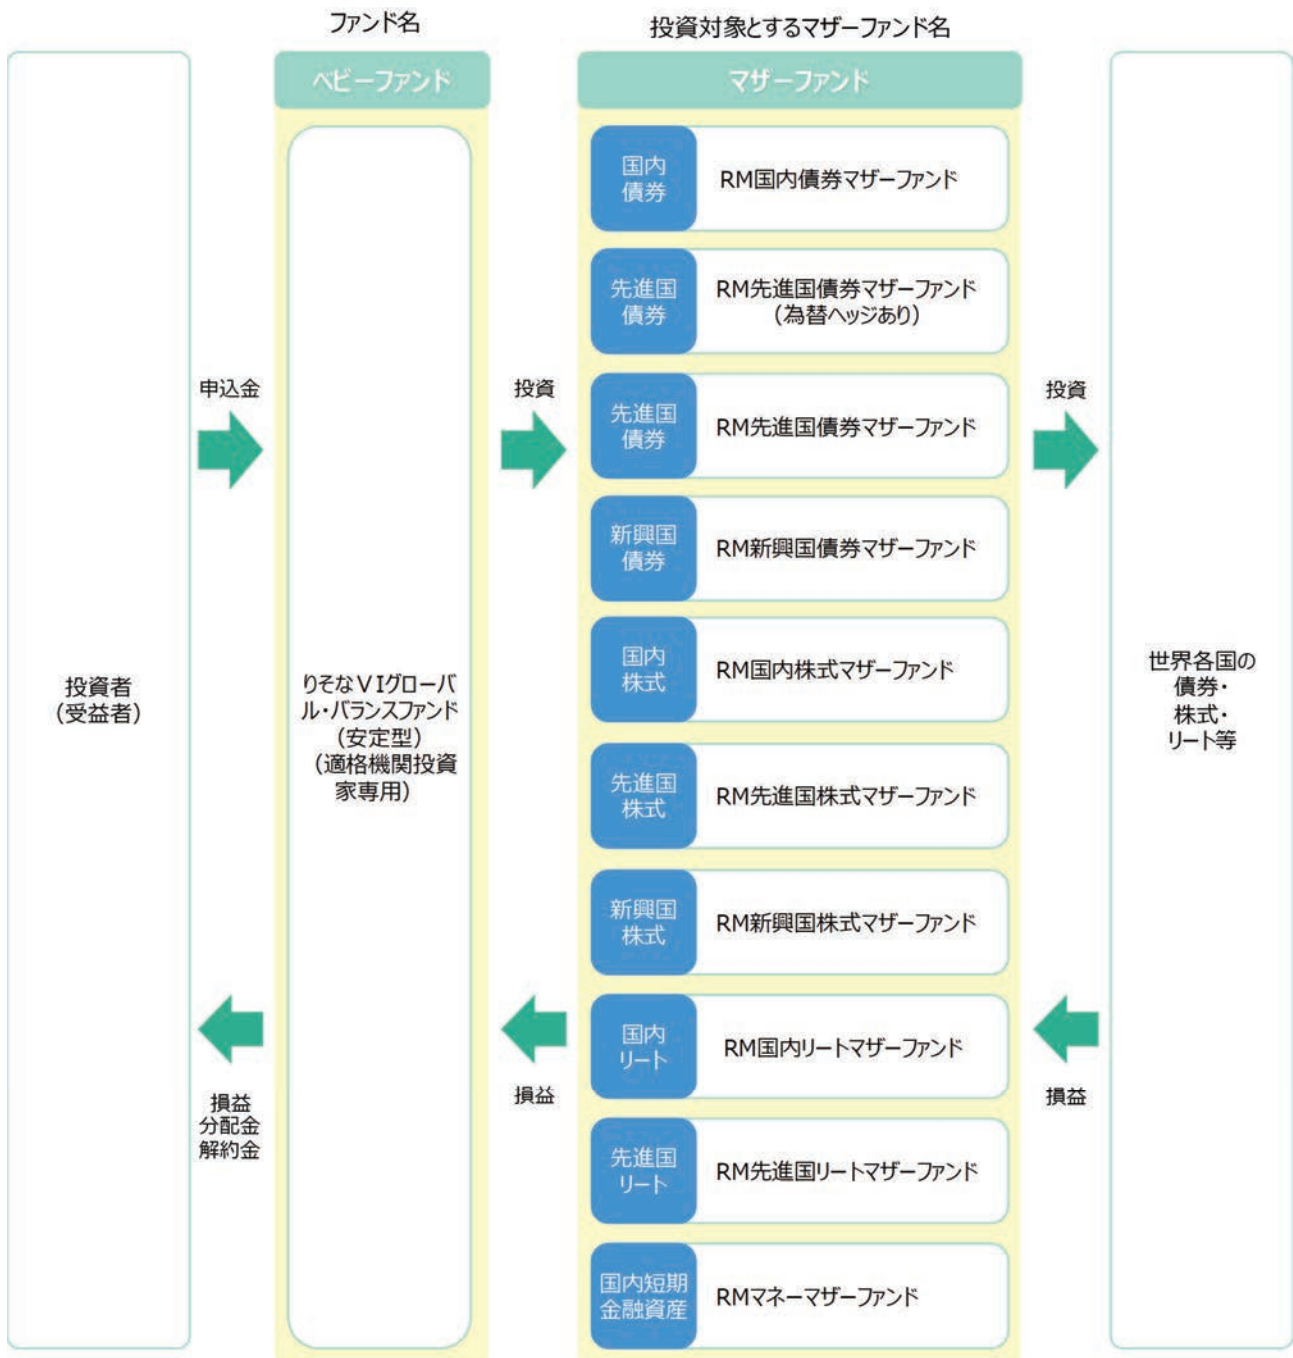 ファンド名
投資対象とするマザーファンド名
ベビーファンド
マザーファンド
投資者
（受益者）
申込金
損益
分配金
解約金
りそなＶＩグローバ
ル・バランスファンド
（安定型）
（適格機関投資
家専用）
投資
損益
国内
債券
RM国内債券マザーファンド
先進国
債券
RM先進国債券マザーファンド
（為替ヘッジあり）
先進国
債券
RM先進国債券マザーファンド
新興国
債券
RM新興国債券マザーファンド
国内
株式
RM国内株式マザーファンド
先進国
株式
RM先進国株式マザーファンド
新興国
株式
RM新興国株式マザーファンド
国内
リート
RM国内リートマザーファンド
先進国
リート
RM先進国リートマザーファンド
国内短期
金融資産
RMマネーマザーファンド
投資
損益
世界各国の
債券・
株式・
リート等